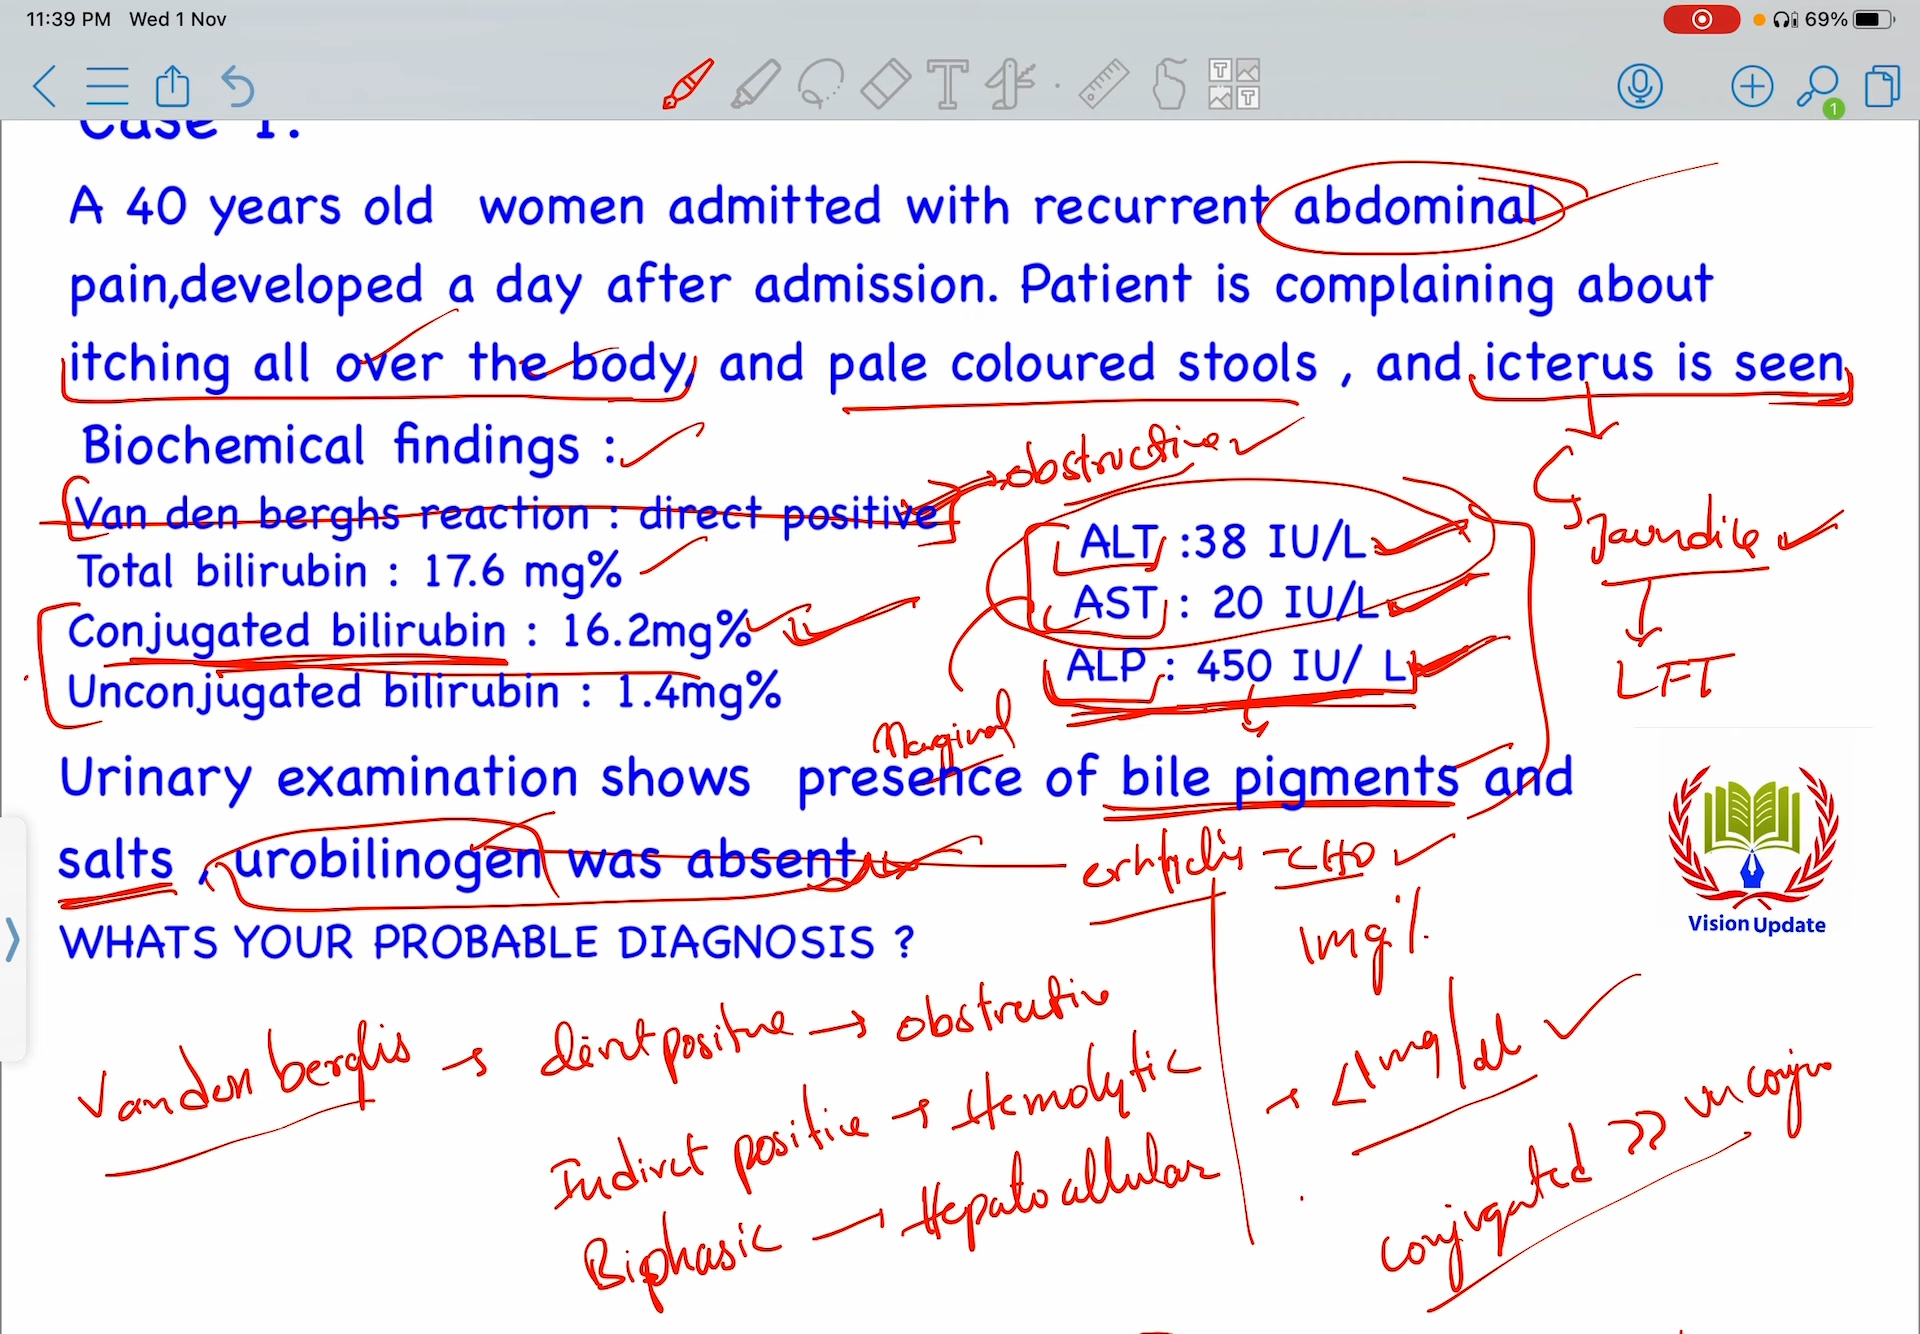 11:39 PM Wed 1 Nov
69%
Case 1:
A 40 years old women admitted with recurrent abdominal
pain,developed a day after admission. Patient is complaining about
itching all over the body, and pale coloured stools , and icterus is seen
Biochemical findings :
obstructive
Van den berghs reaction : direct positive
ALT :38 IU/L
Jaundice
Total bilirubin : 17.6 mg%
AST : 20 IU/L
Conjugated bilirubin : 16.2mg%
ALP : 450 IU/ L
LFT
Unconjugated bilirubin : 1.4mg%
Marginal
Urinary examination shows presence of bile pigments and
salts , urobilinogen was absent
WHATS YOUR PROBABLE DIAGNOSIS ?
1mg%
Vision Update
Vanden berghs → direct positive → obstructive
<1mg/dl
Indirect positive → Hemolytic
Biphasic → Hepatocellular
conjugated >> unconju